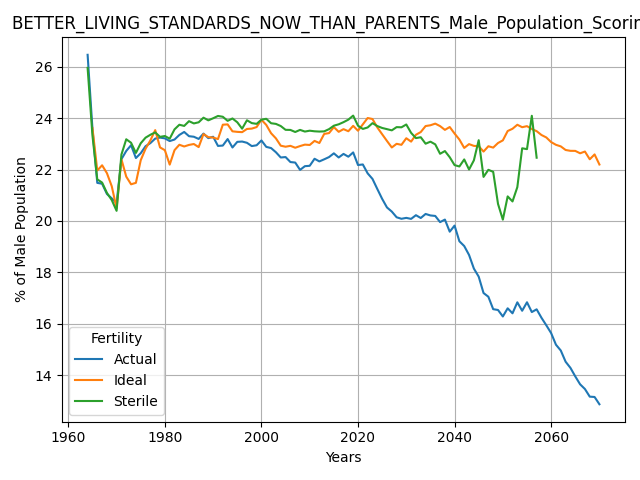 BETTER_LIVING_STANDARDS_NOW_THAN_PARENTS_Male_Population_Scorin
% of Male Population
26
24
22
20
18
16
14
Fertility
Actual
Ideal
Sterile
1960 1980 2000 2020 2040 2060
Years